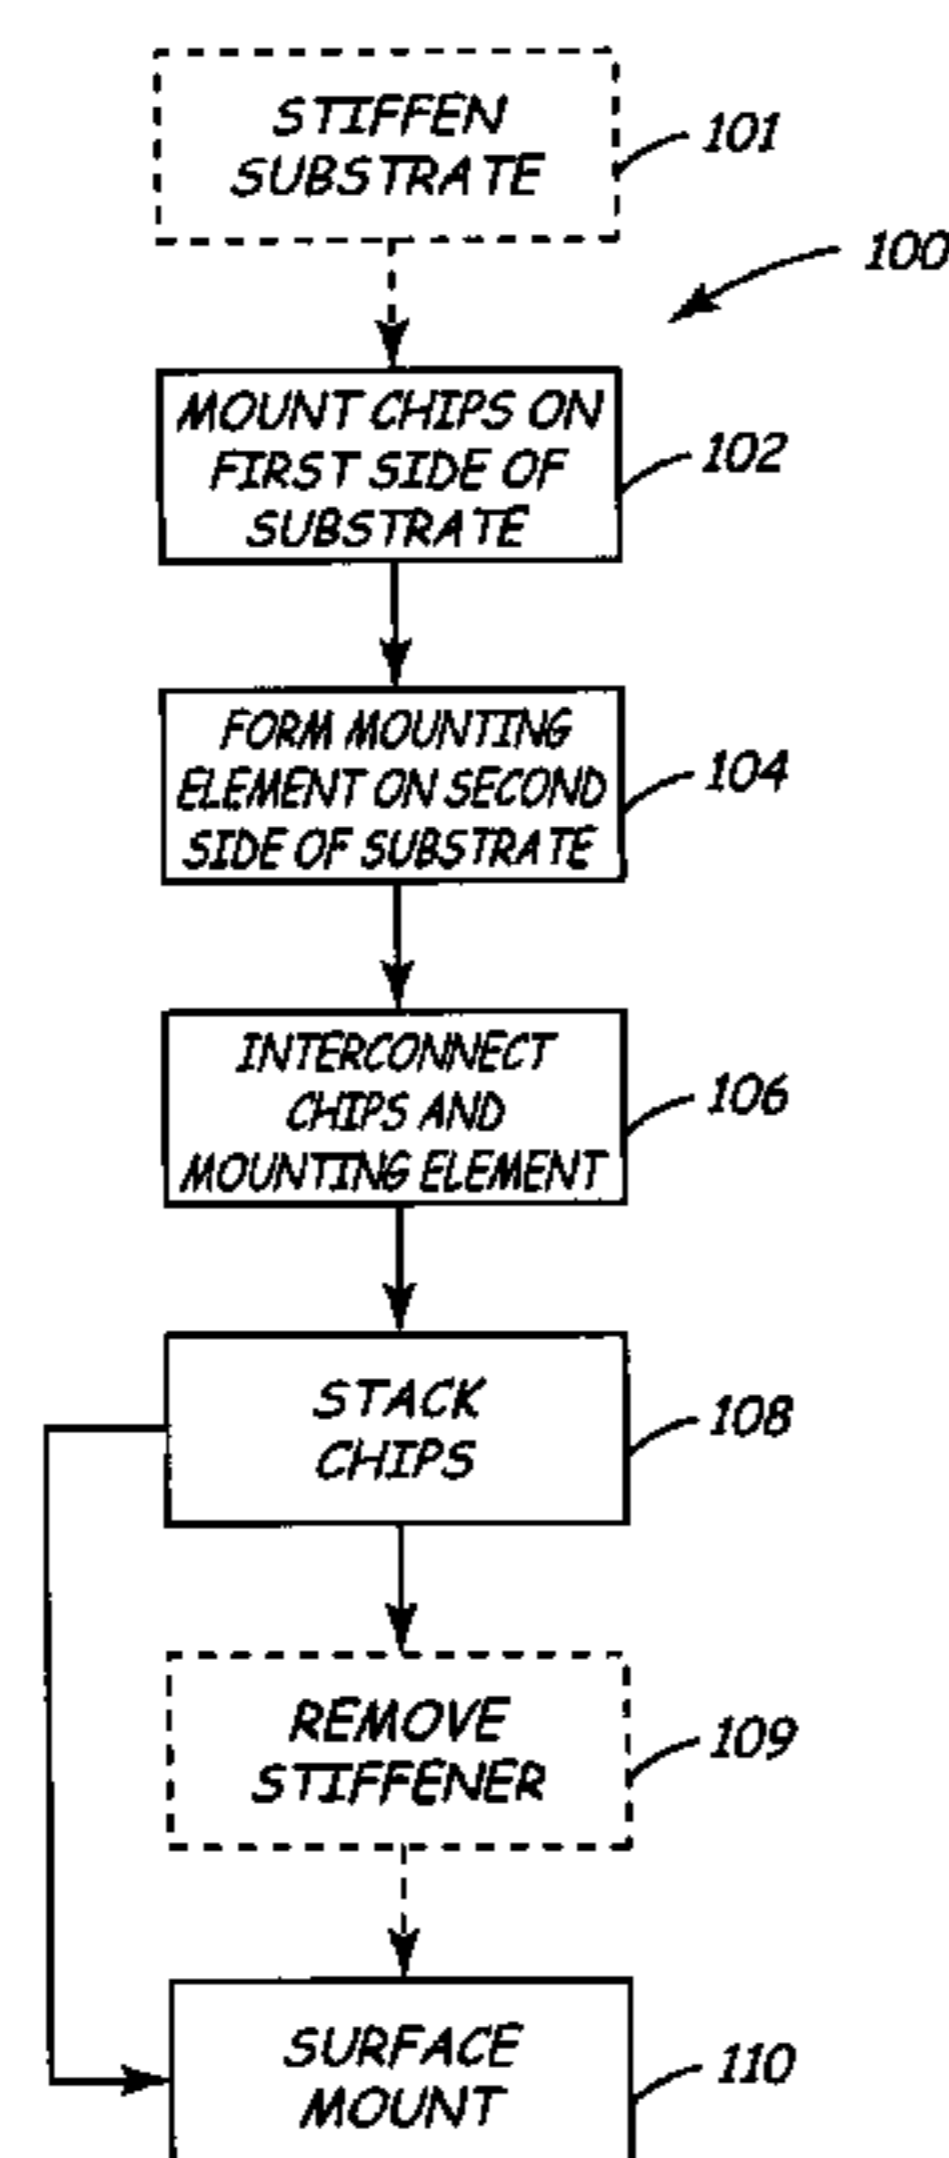 STIFFEN
SUBSTRATE
101
100
MOUNT CHIPS ON
FIRST SIDE OF
SUBSTRATE
102
FORM MOUNTING
ELEMENT ON SECOND
SIDE OF SUBSTRATE
104
INTERCONNECT
CHIPS AND
MOUNTING ELEMENT
106
STACK
CHIPS
108
REMOVE
STIFFENER
109
SURFACE
MOUNT
110